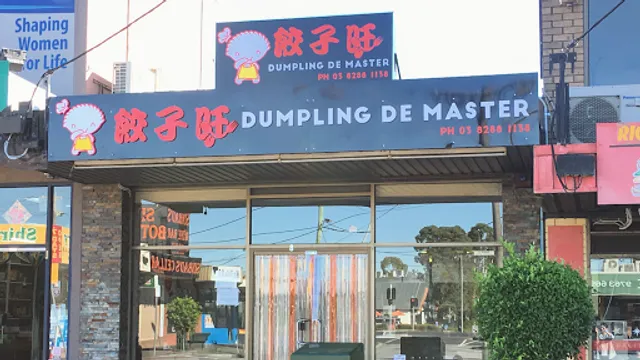 Shaping
Women
For Life
餃子旺
DUMPLING DE MASTER
PH 03 8288 1158
餃子旺 DUMPLING DE MASTER
PH 03 8288 1158